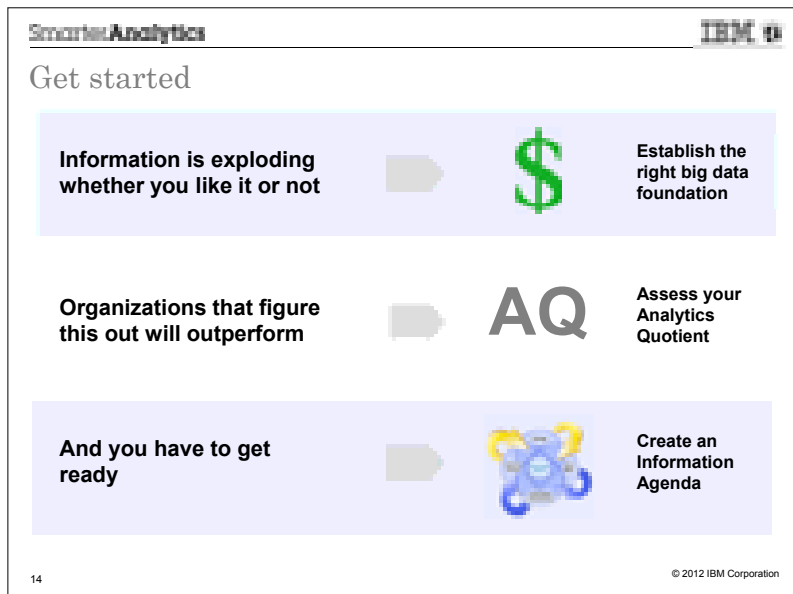 SmarterAnalytics
IBM
Get started
Information is exploding
whether you like it or not
$
Establish the
right big data
foundation
Organizations that figure
this out will outperform
AQ
Assess your
Analytics
Quotient
And you have to get
ready
Create an
Information
Agenda
14
© 2012 IBM Corporation